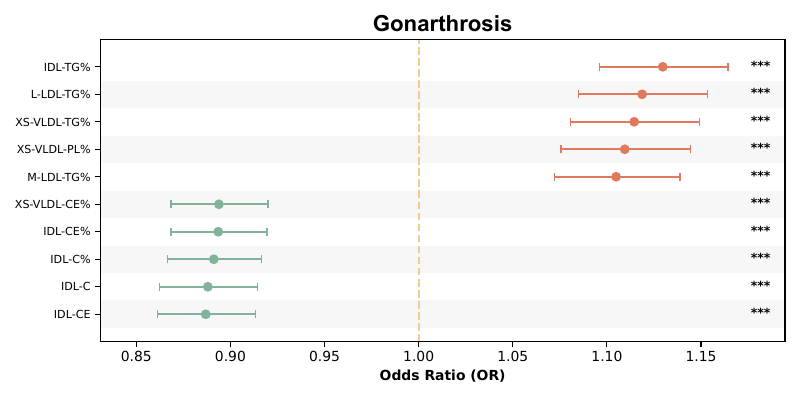 Gonarthrosis
IDL-TG% ***
L-LDL-TG% ***
XS-VLDL-TG% ***
XS-VLDL-PL% ***
M-LDL-TG% ***
XS-VLDL-CE% ***
IDL-CE% ***
IDL-C% ***
IDL-C ***
IDL-CE ***
0.85 0.90 0.95 1.00 1.05 1.10 1.15
Odds Ratio (OR)